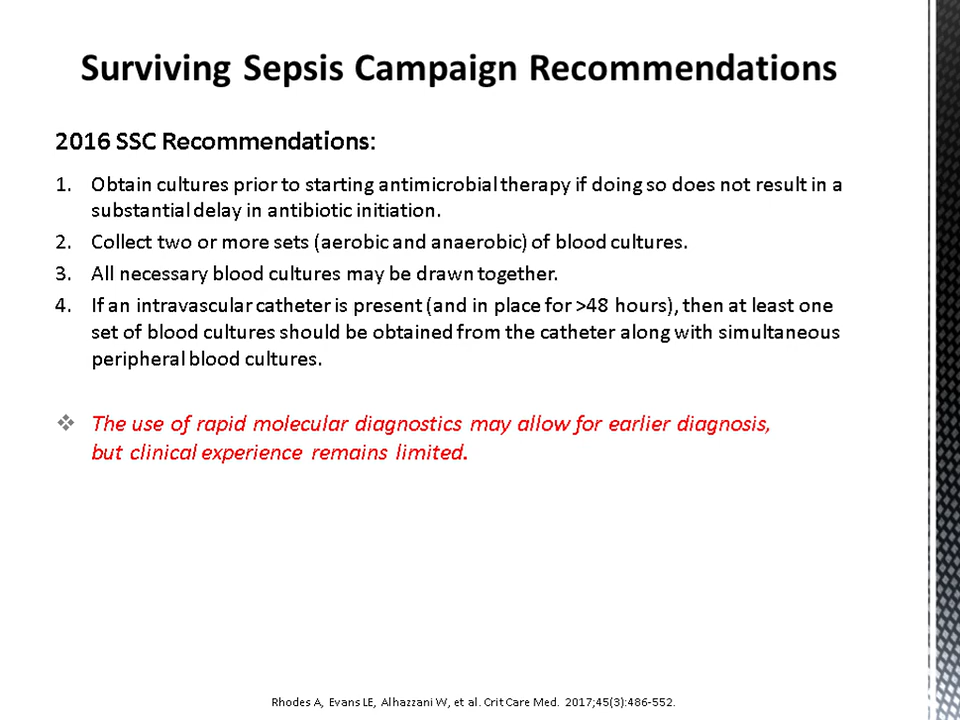 Surviving Sepsis Campaign Recommendations
2016 SSC Recommendations:
1. Obtain cultures prior to starting antimicrobial therapy if doing so does not result in a
substantial delay in antibiotic initiation.
2. Collect two or more sets (aerobic and anaerobic) of blood cultures.
3. All necessary blood cultures may be drawn together.
4. If an intravascular catheter is present (and in place for >48 hours), then at least one
set of blood cultures should be obtained from the catheter along with simultaneous
peripheral blood cultures.
❖ The use of rapid molecular diagnostics may allow for earlier diagnosis,
but clinical experience remains limited.
Rhodes A, Evans LE, Alhazzani W, et al. Crit Care Med. 2017;45(3):486-552.